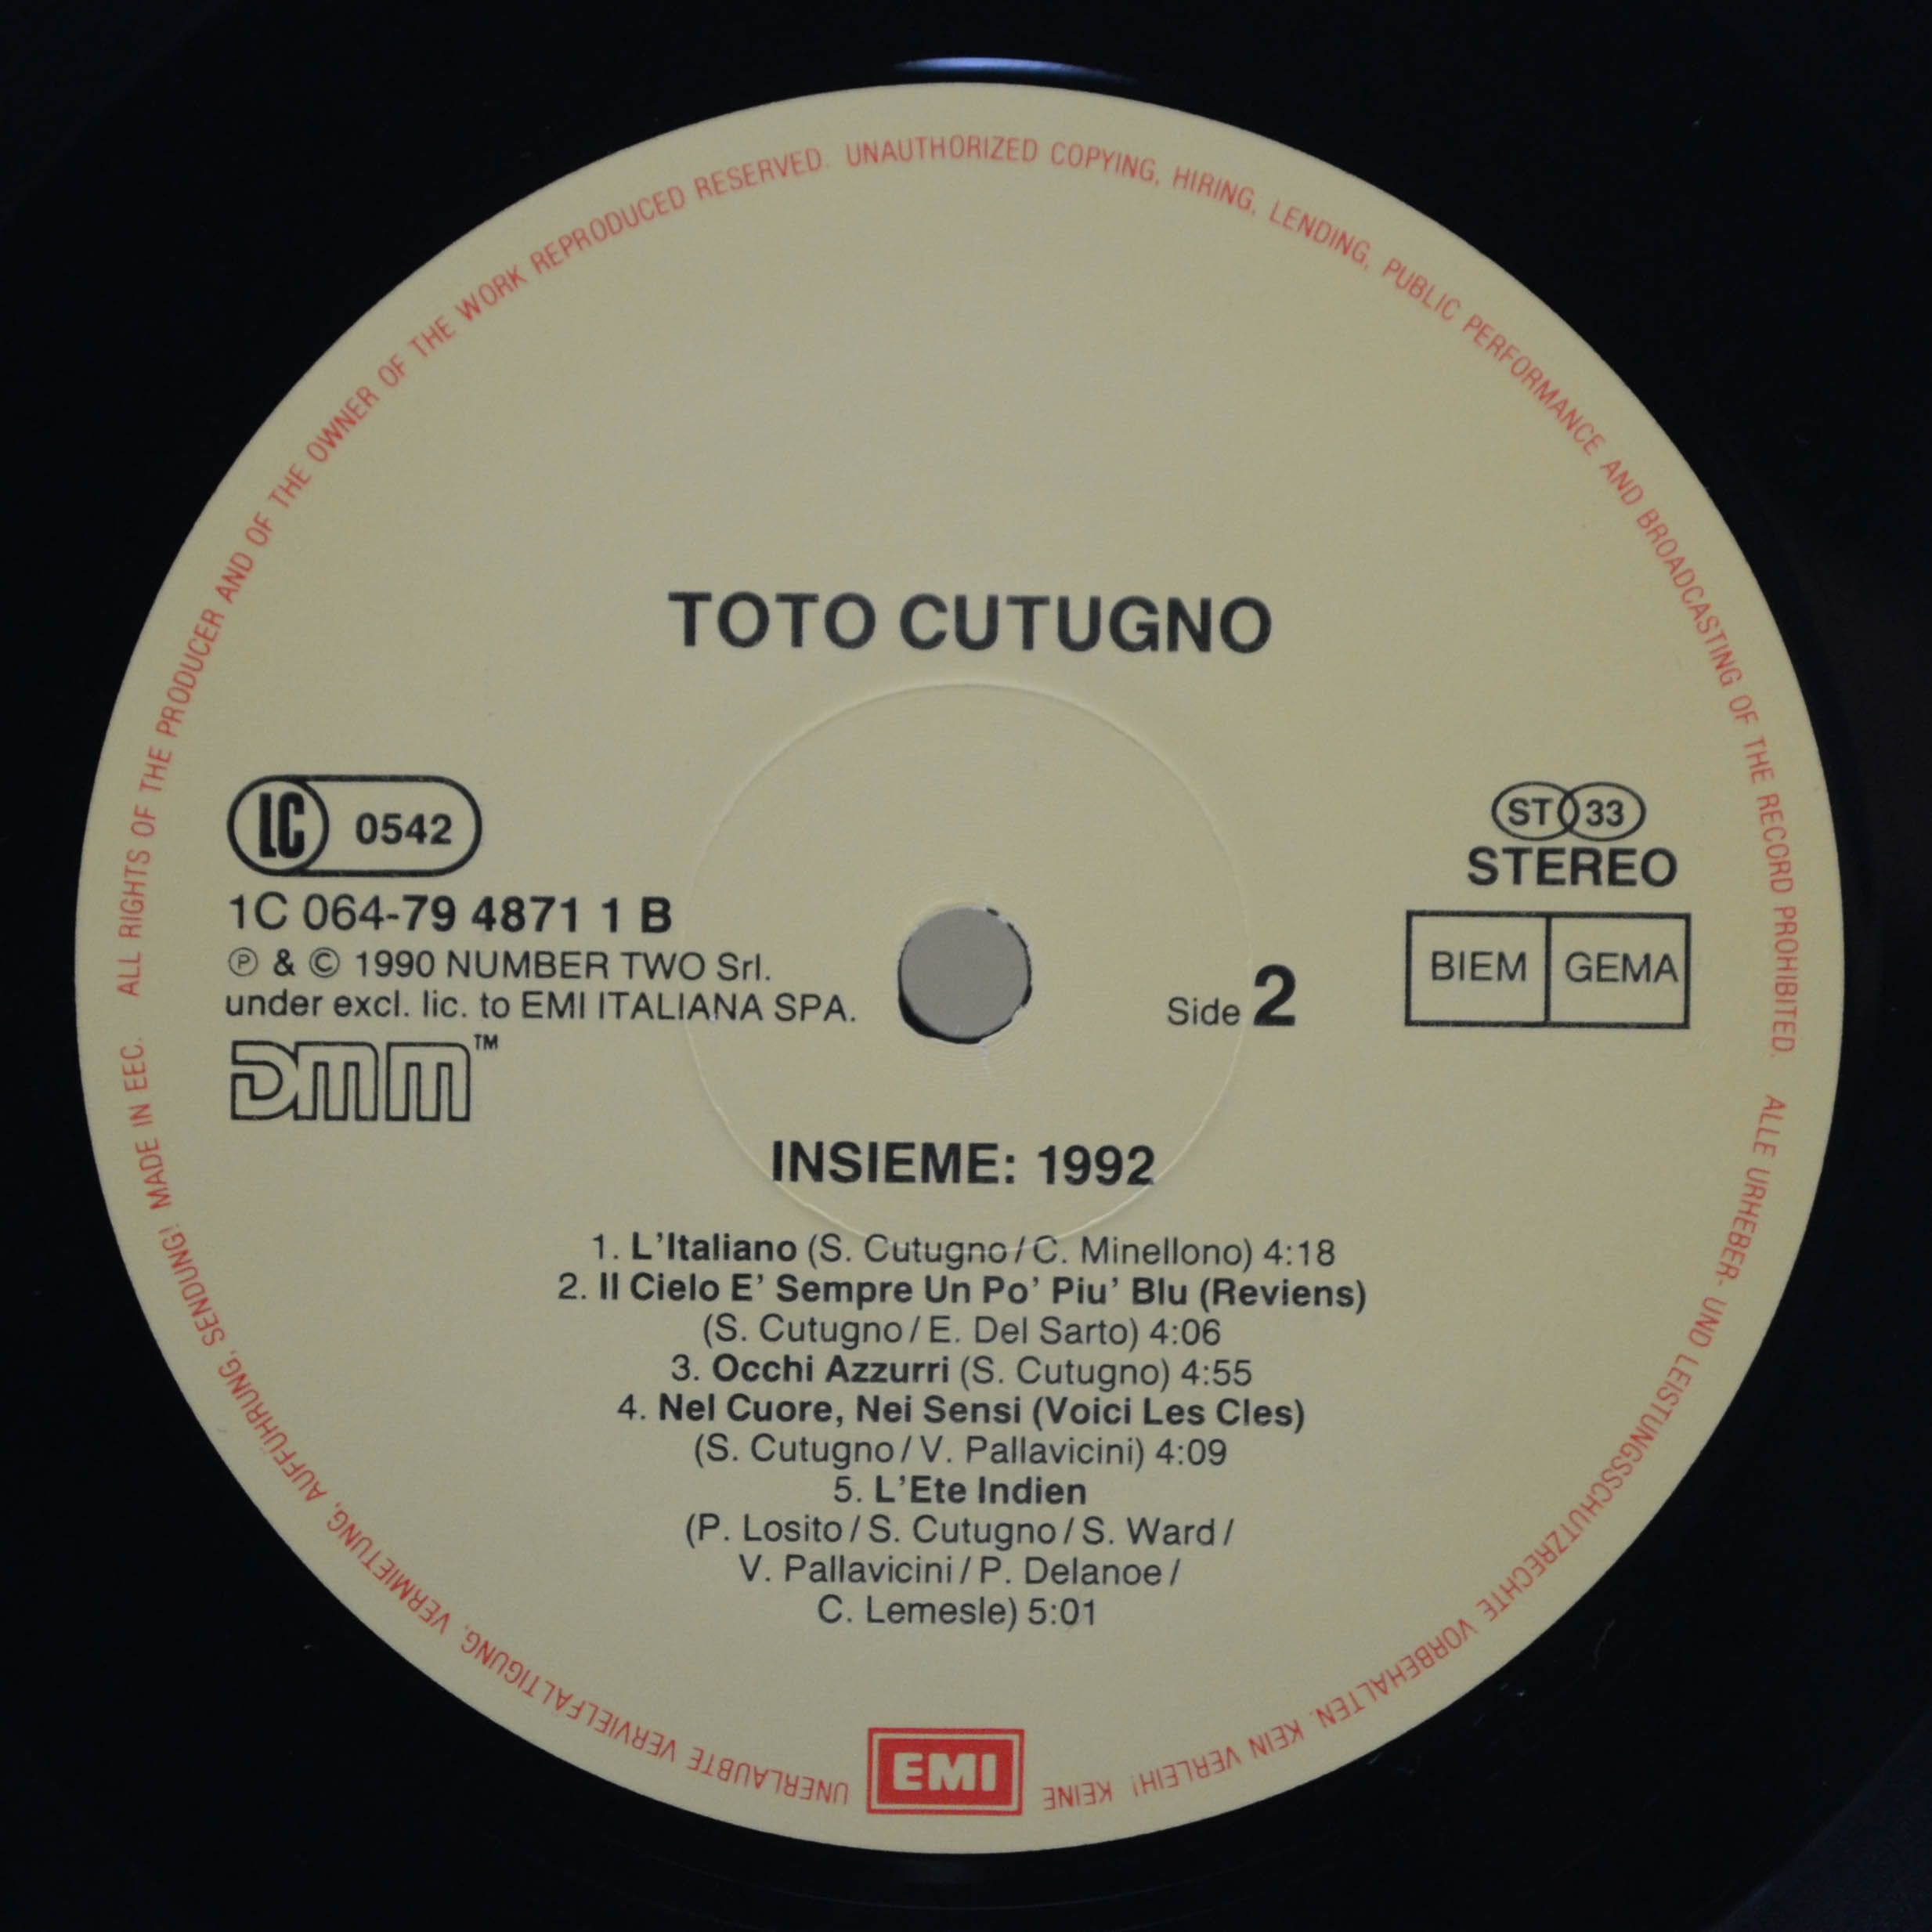 TOTO CUTUGNO
LC 0542
1C 064-79 4871 1 B
Ⓟ & © 1990 NUMBER TWO Srl.
under excl. lic. to EMI ITALIANA SPA.
DMM™
ST 33
STEREO
BIEM GEMA
Side 2
INSIEME: 1992
1. L'Italiano (S. Cutugno / C. Minellono) 4:18
2. Il Cielo E' Sempre Un Po' Piu' Blu (Reviens)
(S. Cutugno / E. Del Sarto) 4:06
3. Occhi Azzurri (S. Cutugno) 4:55
4. Nel Cuore, Nei Sensi (Voici Les Cles)
(S. Cutugno / V. Pallavicini) 4:09
5. L'Ete Indien
(P. Losito / S. Cutugno / S. Ward /
V. Pallavicini / P. Delanoe /
C. Lemesle) 5:01
EMI
ALL RIGHTS OF THE PRODUCER AND OF THE OWNER OF THE WORK REPRODUCED RESERVED. UNAUTHORIZED COPYING, HIRING, LENDING, PUBLIC PERFORMANCE AND BROADCASTING OF THE RECORD PROHIBITED. ALLE URHEBER- UND LEISTUNGSSCHUTZRECHTE VORBEHALTEN. KEIN VERLEIH! KEINE UNERLAUBTE VERVIELFÄLTIGUNG, VERMIETUNG, AUFFÜHRUNG, SENDUNG! MADE IN EEC.